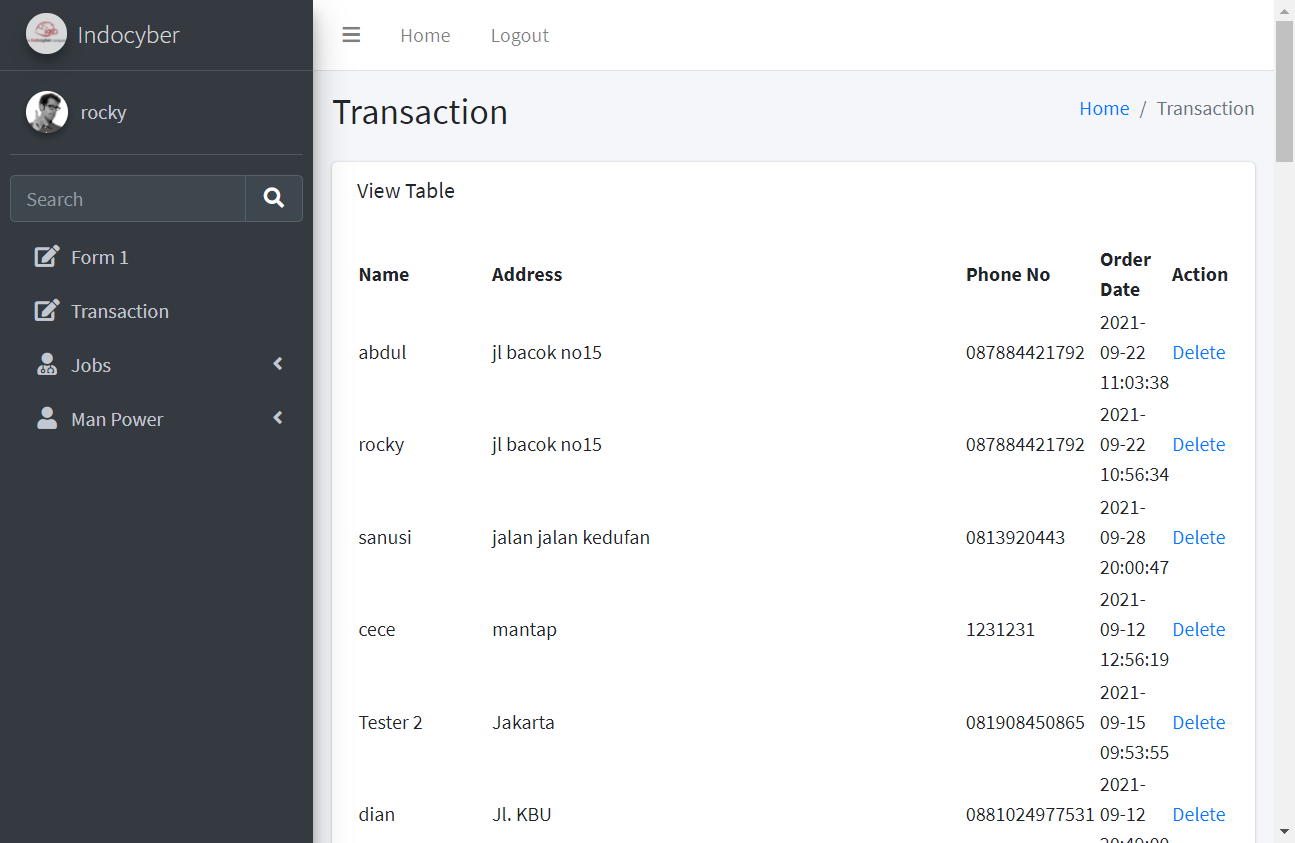 Indocyber
rocky
Search
Form 1
Transaction
Jobs
Man Power
Home
Logout
Transaction
Home / Transaction
View Table
Name Address Phone No Order Date Action
abdul jl bacok no15 087884421792 2021-09-22 11:03:38 Delete
rocky jl bacok no15 087884421792 2021-09-22 10:56:34 Delete
sanusi jalan jalan kedufan 0813920443 2021-09-28 20:00:47 Delete
cece mantap 1231231 2021-09-12 12:56:19 Delete
Tester 2 Jakarta 081908450865 2021-09-15 09:53:55 Delete
dian Jl. KBU 0881024977531 2021-09-12 Delete